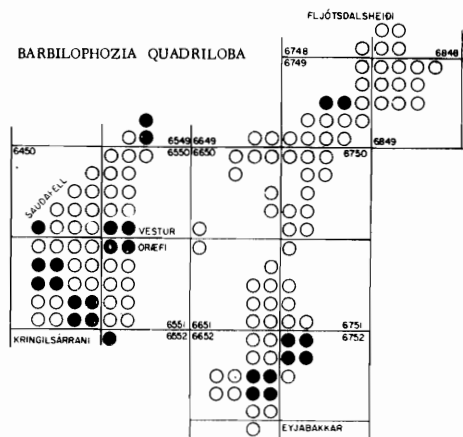 FLJÓTSDALSHEIÐI
BARBILOPHOZIA QUADRILOBA
6748 6848
6749
6450 6549 6649 6750 6849
6550 6650
SAUÐAFELL
VESTUR
ÖRÆFI
6551 6651 6751
KRINGILSÁRRANI 6552 6652 6752
EYJABAKKAR